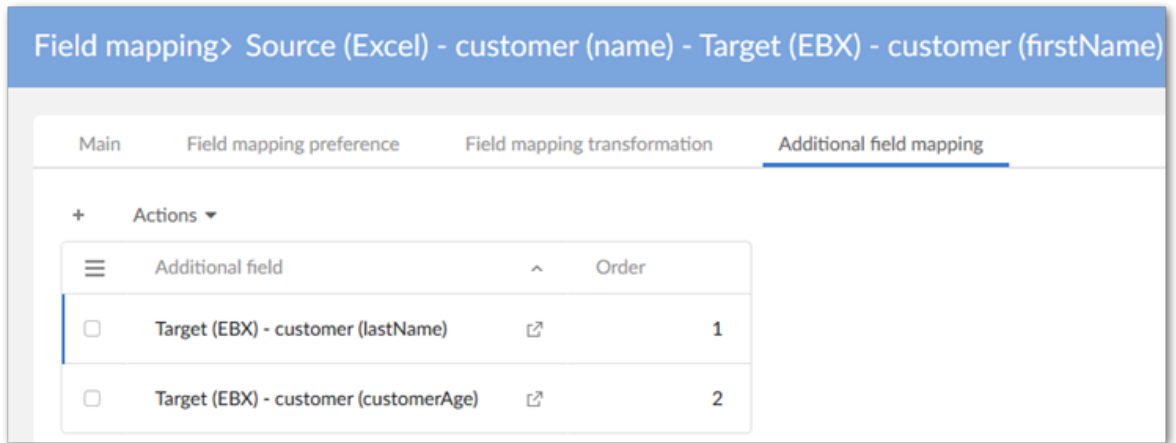 Field mapping> Source (Excel) - customer (name) - Target (EBX) - customer (firstName)
Main Field mapping preference Field mapping transformation Additional field mapping
+ Actions
Additional field Order
Target (EBX) - customer (lastName) 1
Target (EBX) - customer (customerAge) 2